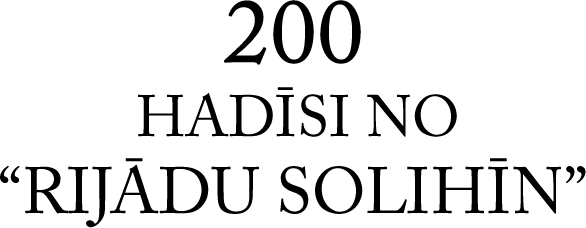 200
HADĪSI NO
“RIJĀDU SOLIHĪN”